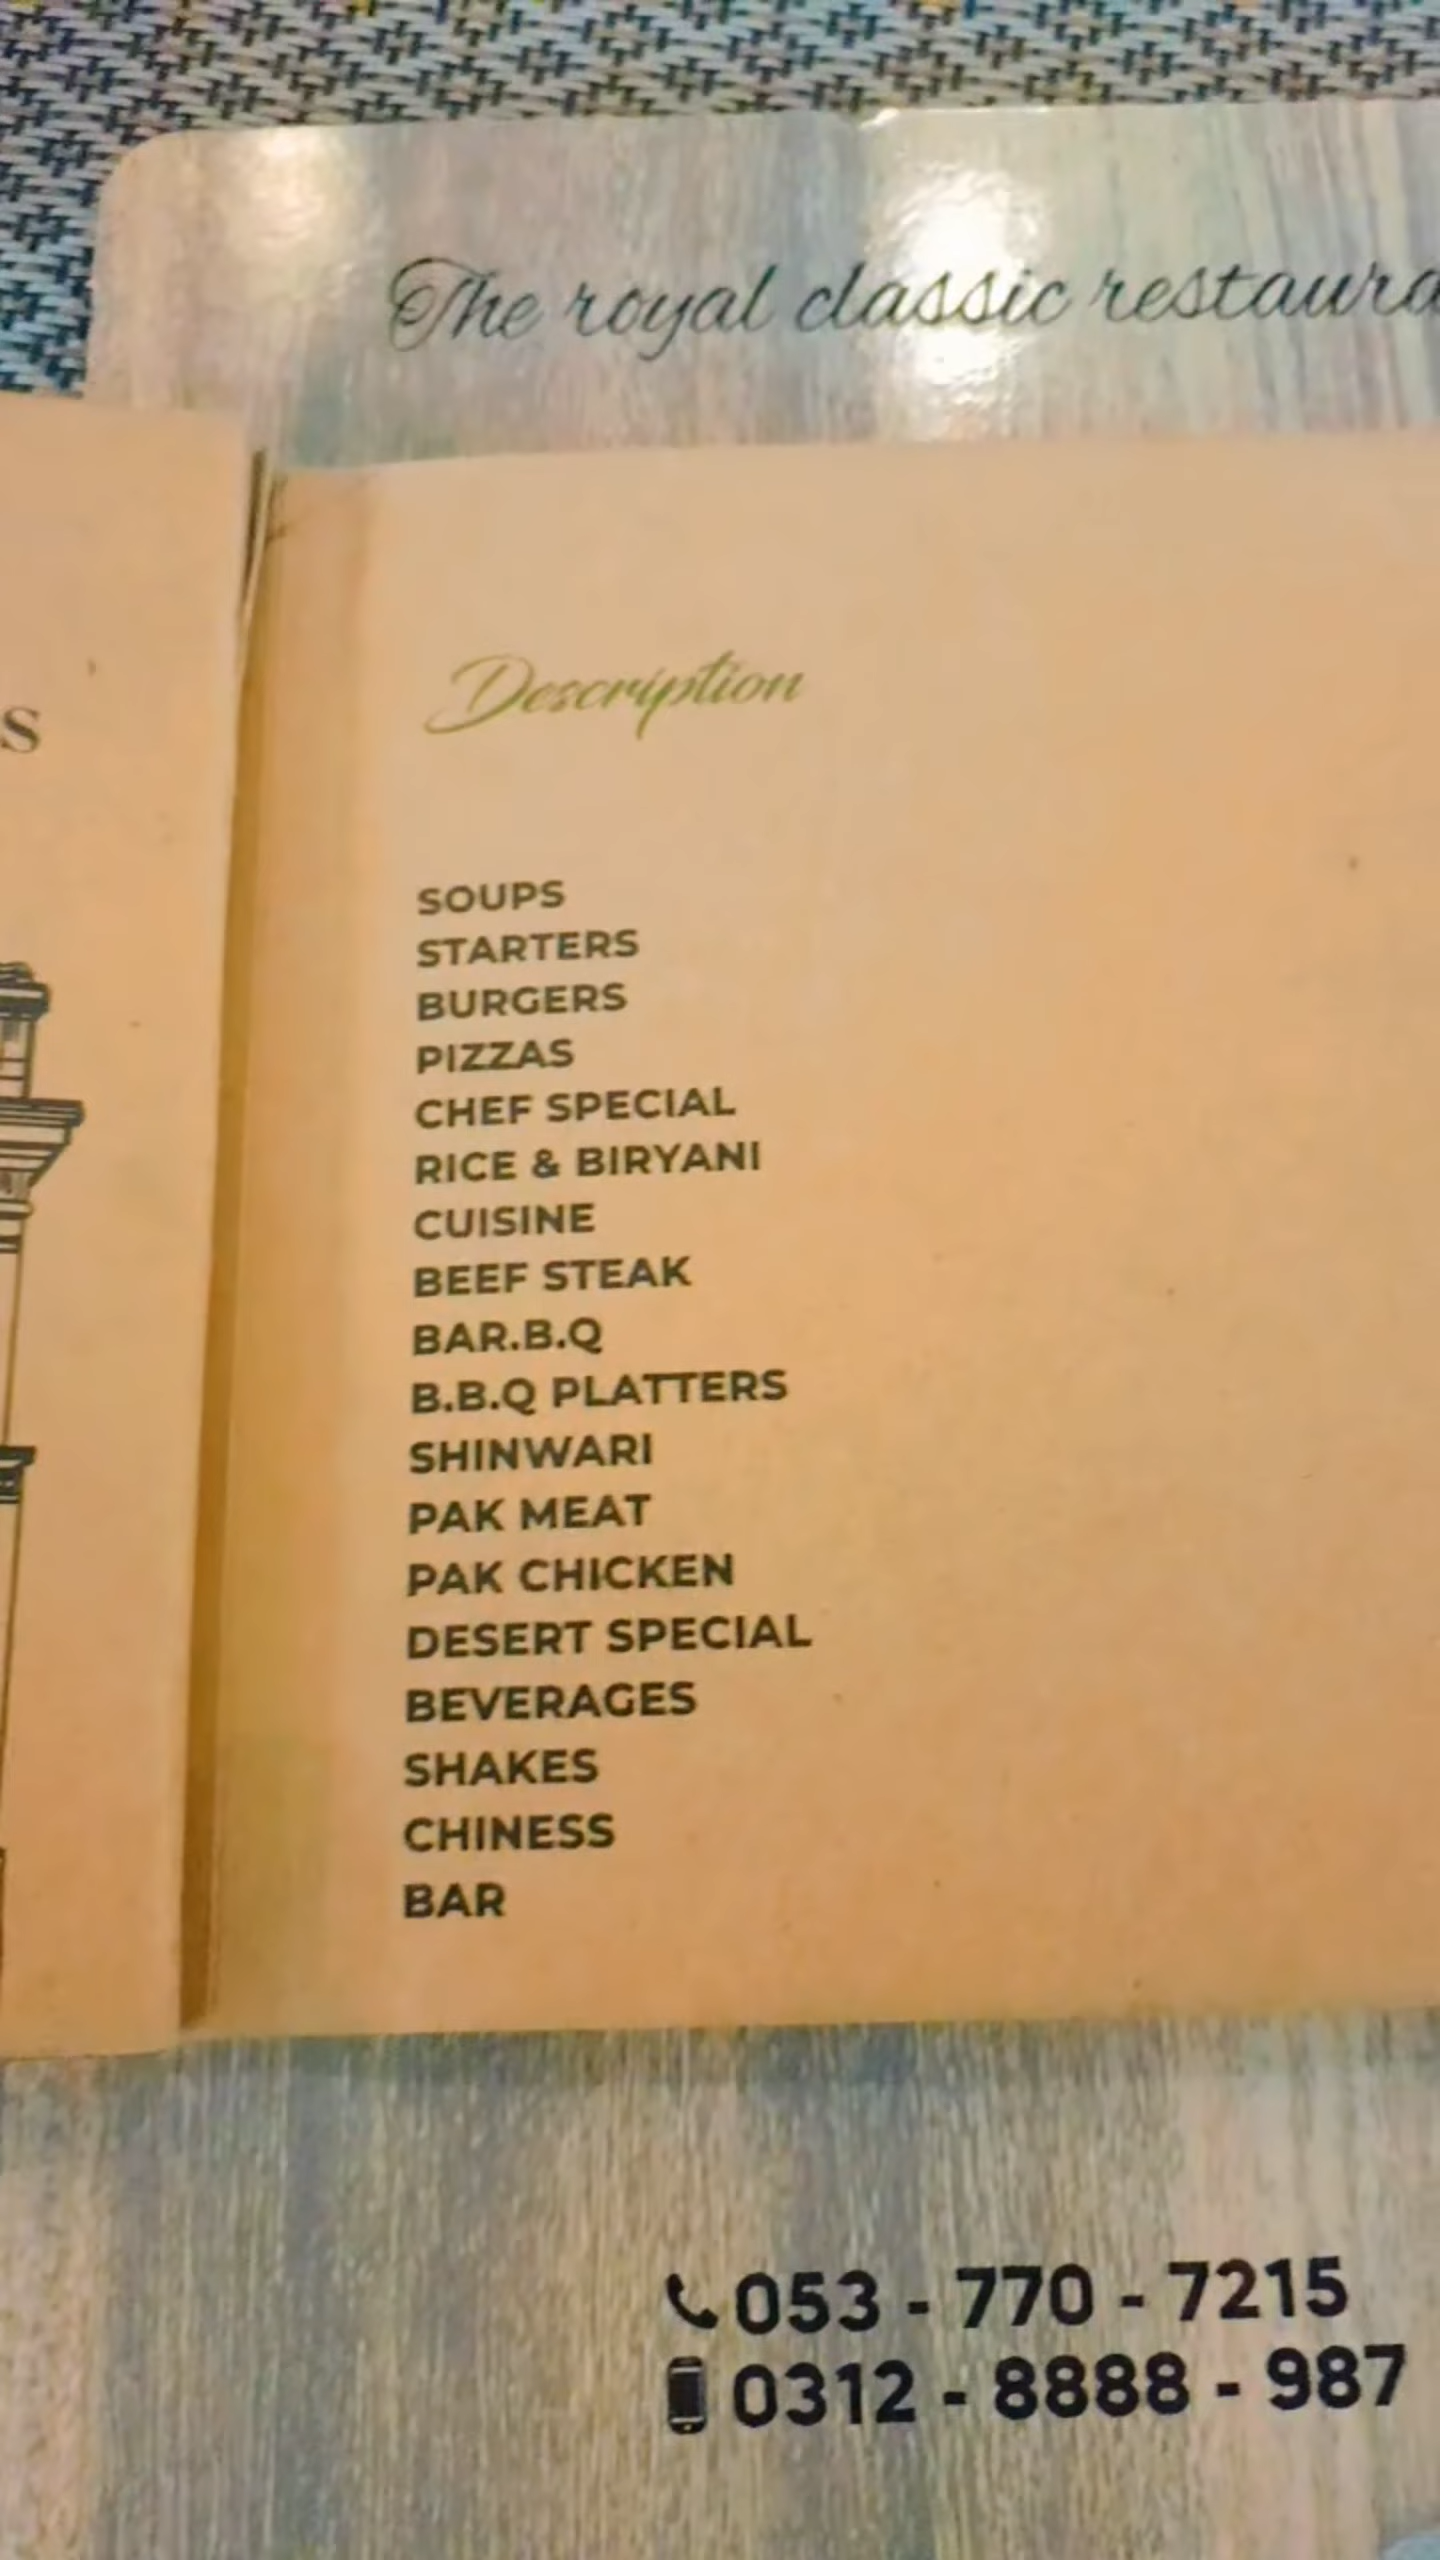 The royal classic
Description
S
SOUPS
STARTERS
BURGERS
PIZZAS
CHEF SPECIAL
RICE & BIRYANI
CUISINE
BEEF STEAK
BAR.B.Q
B.B.Q PLATTERS
SHINWARI
PAK MEAT
PAK CHICKEN
DESERT SPECIAL
BEVERAGES
SHAKES
CHINESS
BAR
053 - 770 - 7215
0312 - 8888 - 987